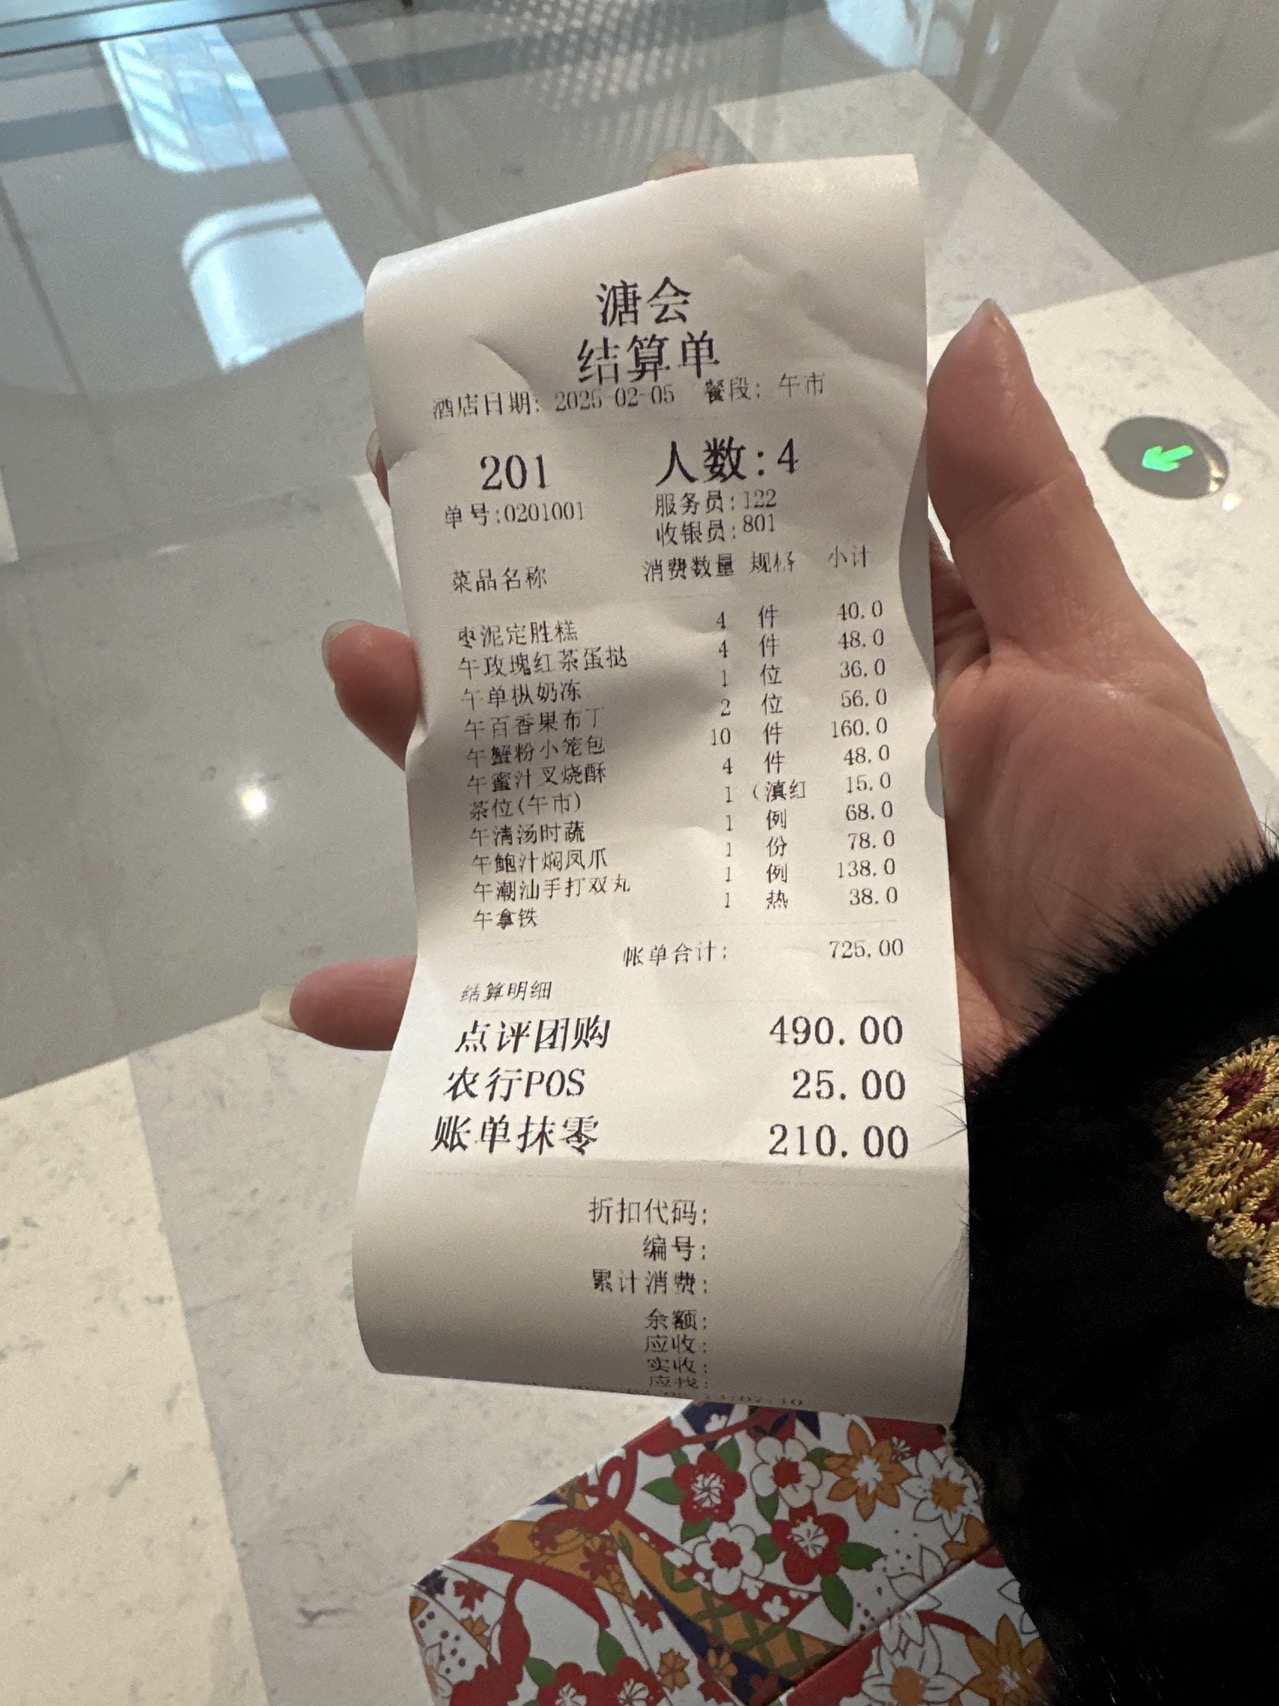 溏会
结算单
酒店日期: 2025-02-05 餐段: 午市
201 人数:4
单号:0201001 服务员:122
收银员:801
菜品名称 消费数量 规格 小计
枣泥定胜糕 4 件 40.0
午玫瑰红茶蛋挞 4 件 48.0
午单枞奶冻 1 位 36.0
午百香果布丁 2 位 56.0
午蟹粉小笼包 10 件 160.0
午蜜汁叉烧酥 4 件 48.0
茶位(午市) 1 (滇红 15.0
午清汤时蔬 1 例 68.0
午鲍汁焖凤爪 1 份 78.0
午潮汕手打双丸 1 例 138.0
午拿铁 1 热 38.0
帐单合计: 725.00
结算明细
点评团购 490.00
农行POS 25.00
账单抹零 210.00
折扣代码:
编号:
累计消费:
余额:
应收:
实收:
应找: